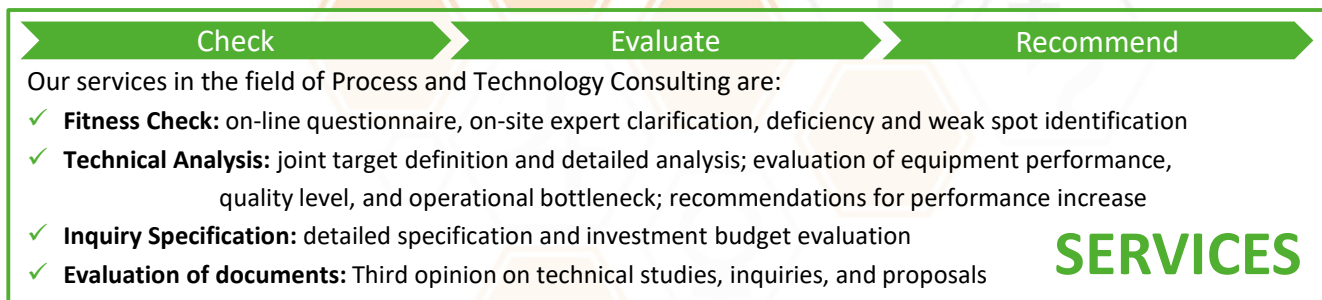 Check Evaluate Recommend
Our services in the field of Process and Technology Consulting are:
✓ Fitness Check: on-line questionnaire, on-site expert clarification, deficiency and weak spot identification
✓ Technical Analysis: joint target definition and detailed analysis; evaluation of equipment performance,
quality level, and operational bottleneck; recommendations for performance increase
✓ Inquiry Specification: detailed specification and investment budget evaluation
✓ Evaluation of documents: Third opinion on technical studies, inquiries, and proposals
SERVICES